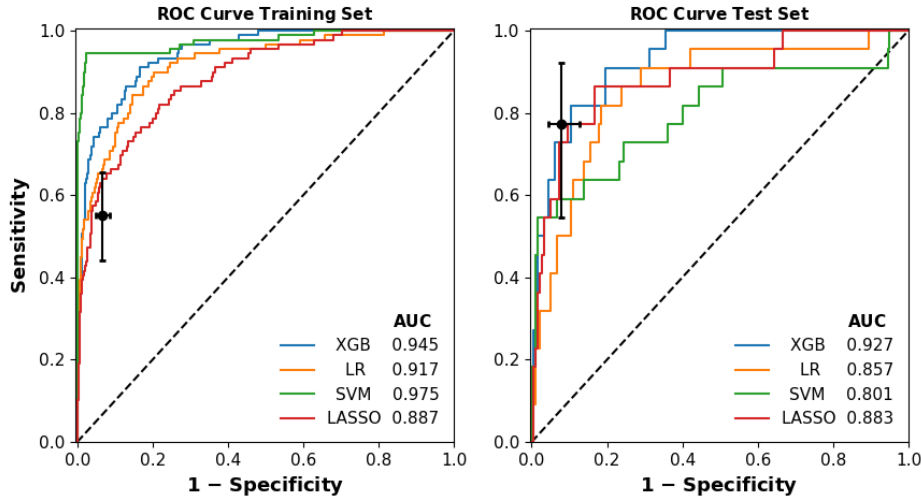 ROC Curve Training Set
Sensitivity
1.0
0.8
0.6
0.4
0.2
0.0
AUC
XGB 0.945
LR 0.917
SVM 0.975
LASSO 0.887
0.0 0.2 0.4 0.6 0.8 1.0
1 − Specificity
ROC Curve Test Set
1.0
0.8
0.6
0.4
0.2
0.0
AUC
XGB 0.927
LR 0.857
SVM 0.801
LASSO 0.883
0.0 0.2 0.4 0.6 0.8 1.0
1 − Specificity